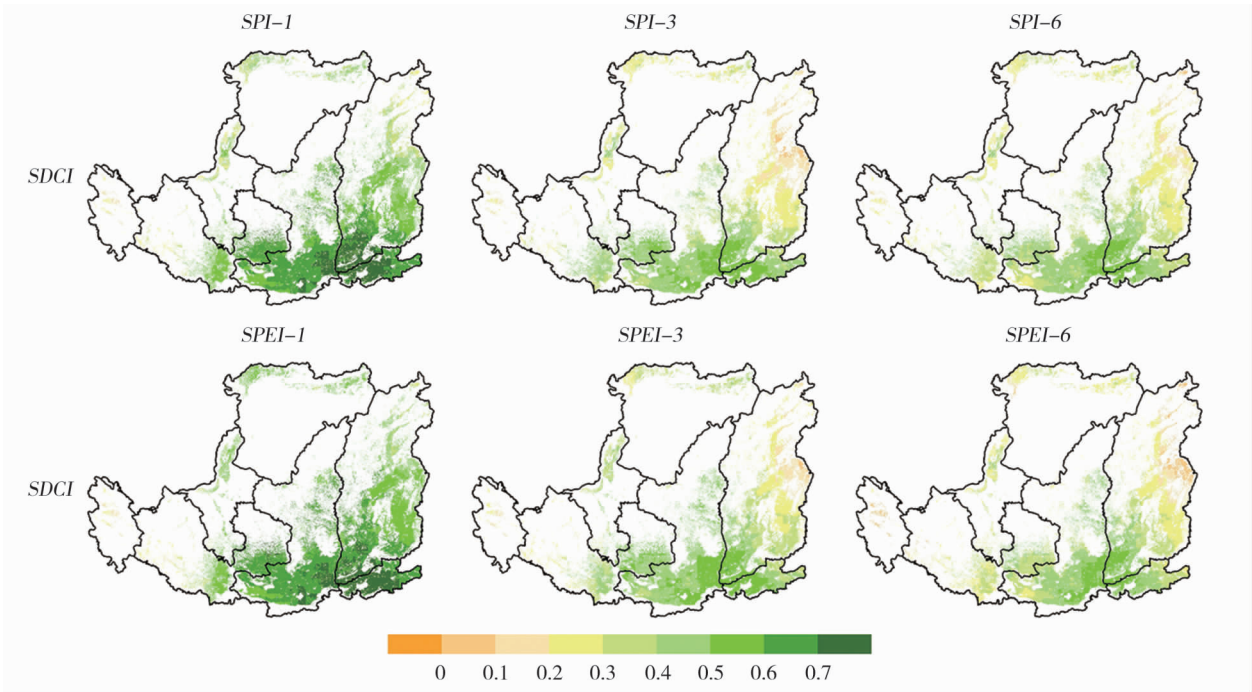 SPI–1 SPI–3 SPI–6
SDCI
SPEI–1 SPEI–3 SPEI–6
SDCI
0 0.1 0.2 0.3 0.4 0.5 0.6 0.7